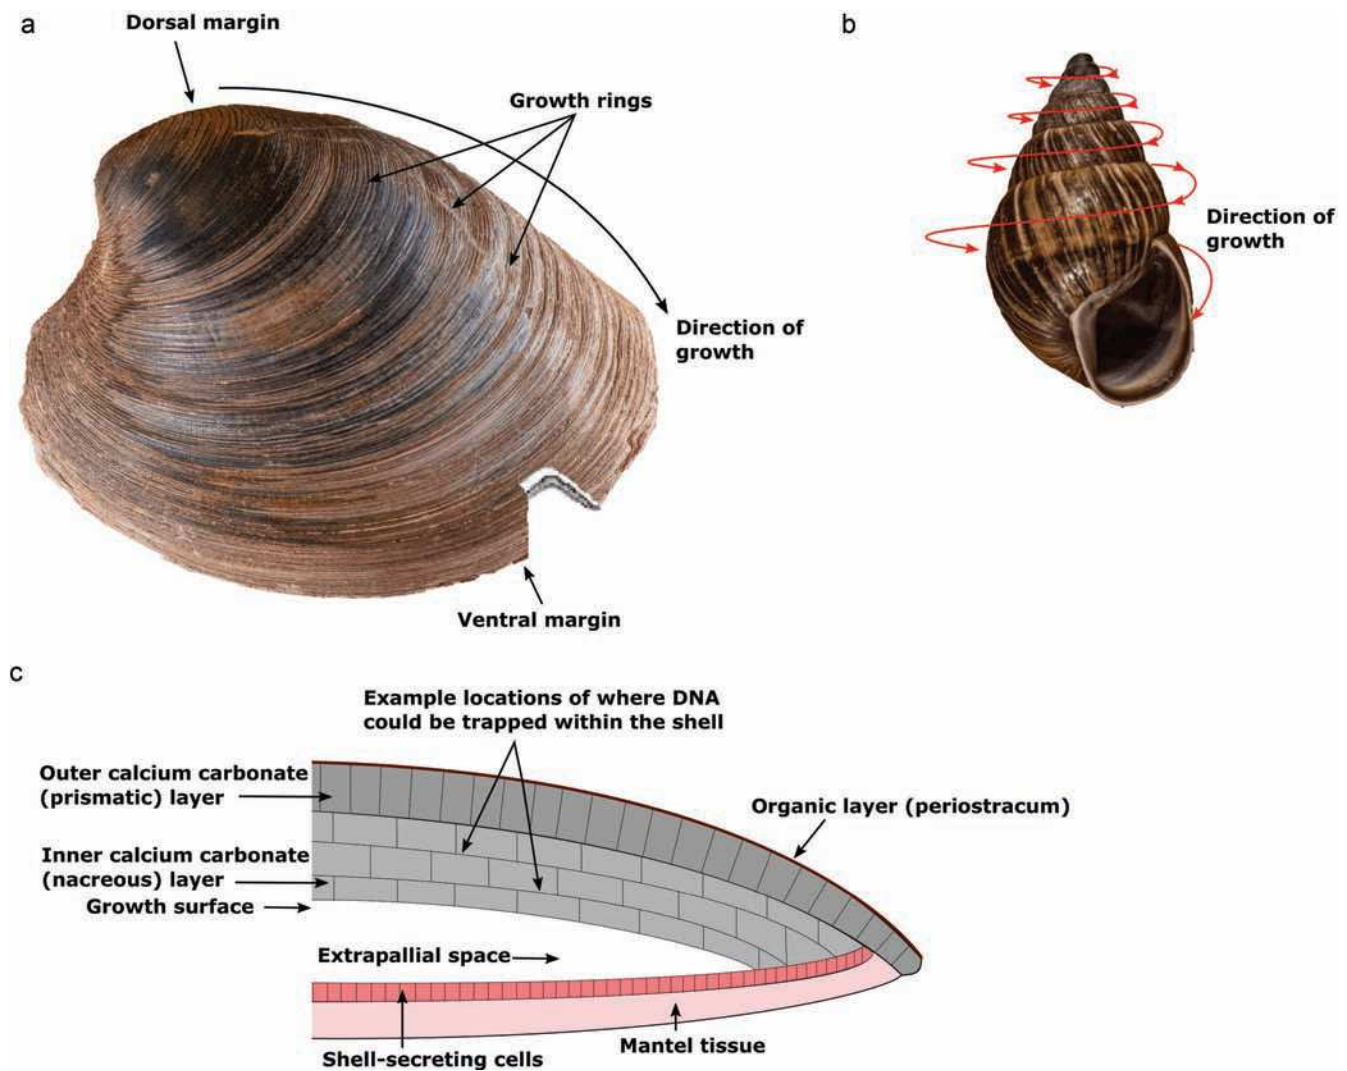 a
Dorsal margin
Growth rings
Direction of
growth
Ventral margin
b
Direction of
growth
c
Example locations of where DNA
could be trapped within the shell
Outer calcium carbonate
(prismatic) layer
Organic layer (periostracum)
Inner calcium carbonate
(nacreous) layer
Growth surface
Extrapallial space
Mantel tissue
Shell-secreting cells